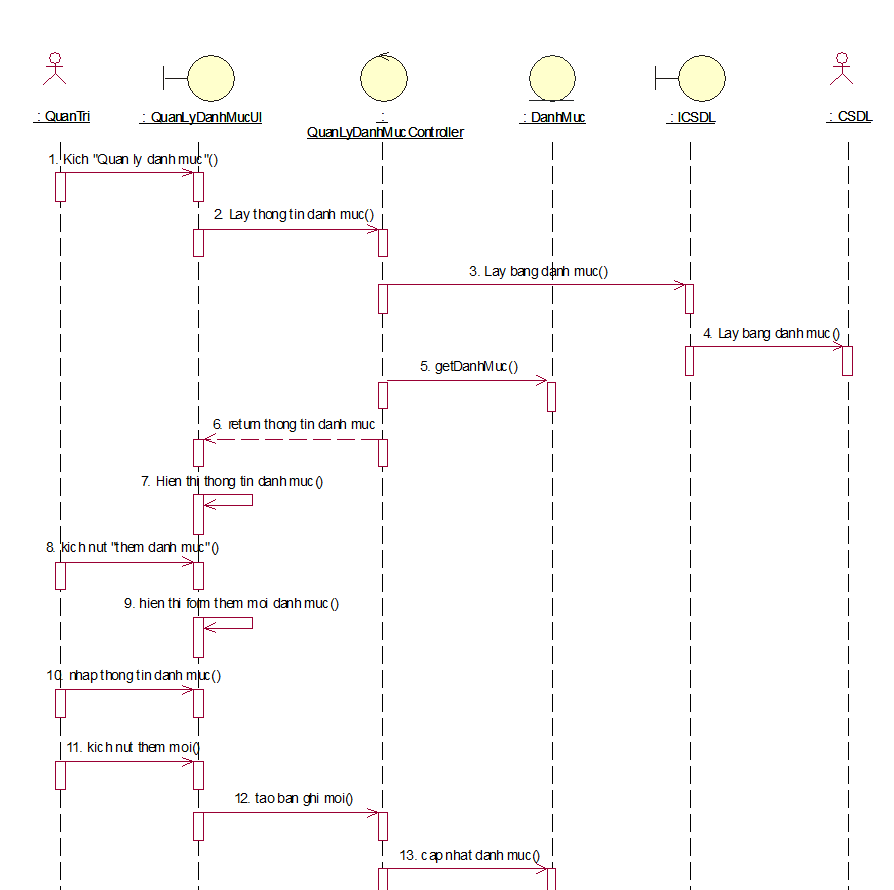 : QuanTri
: QuanLyDanhMucUI
:
QuanLyDanhMucController
: DanhMuc
: ICSDL
: CSDL
1. Kich "Quan ly danh muc"()
2. Lay thong tin danh muc()
3. Lay bang danh muc()
4. Lay bang danh muc()
5. getDanhMuc()
6. return thong tin danh muc
7. Hien thi thong tin danh muc()
8. kich nut "them danh muc"()
9. hien thi form them moi danh muc()
10. nhap thong tin danh muc()
11. kich nut them moi()
12. tao ban ghi moi()
13. cap nhat danh muc()